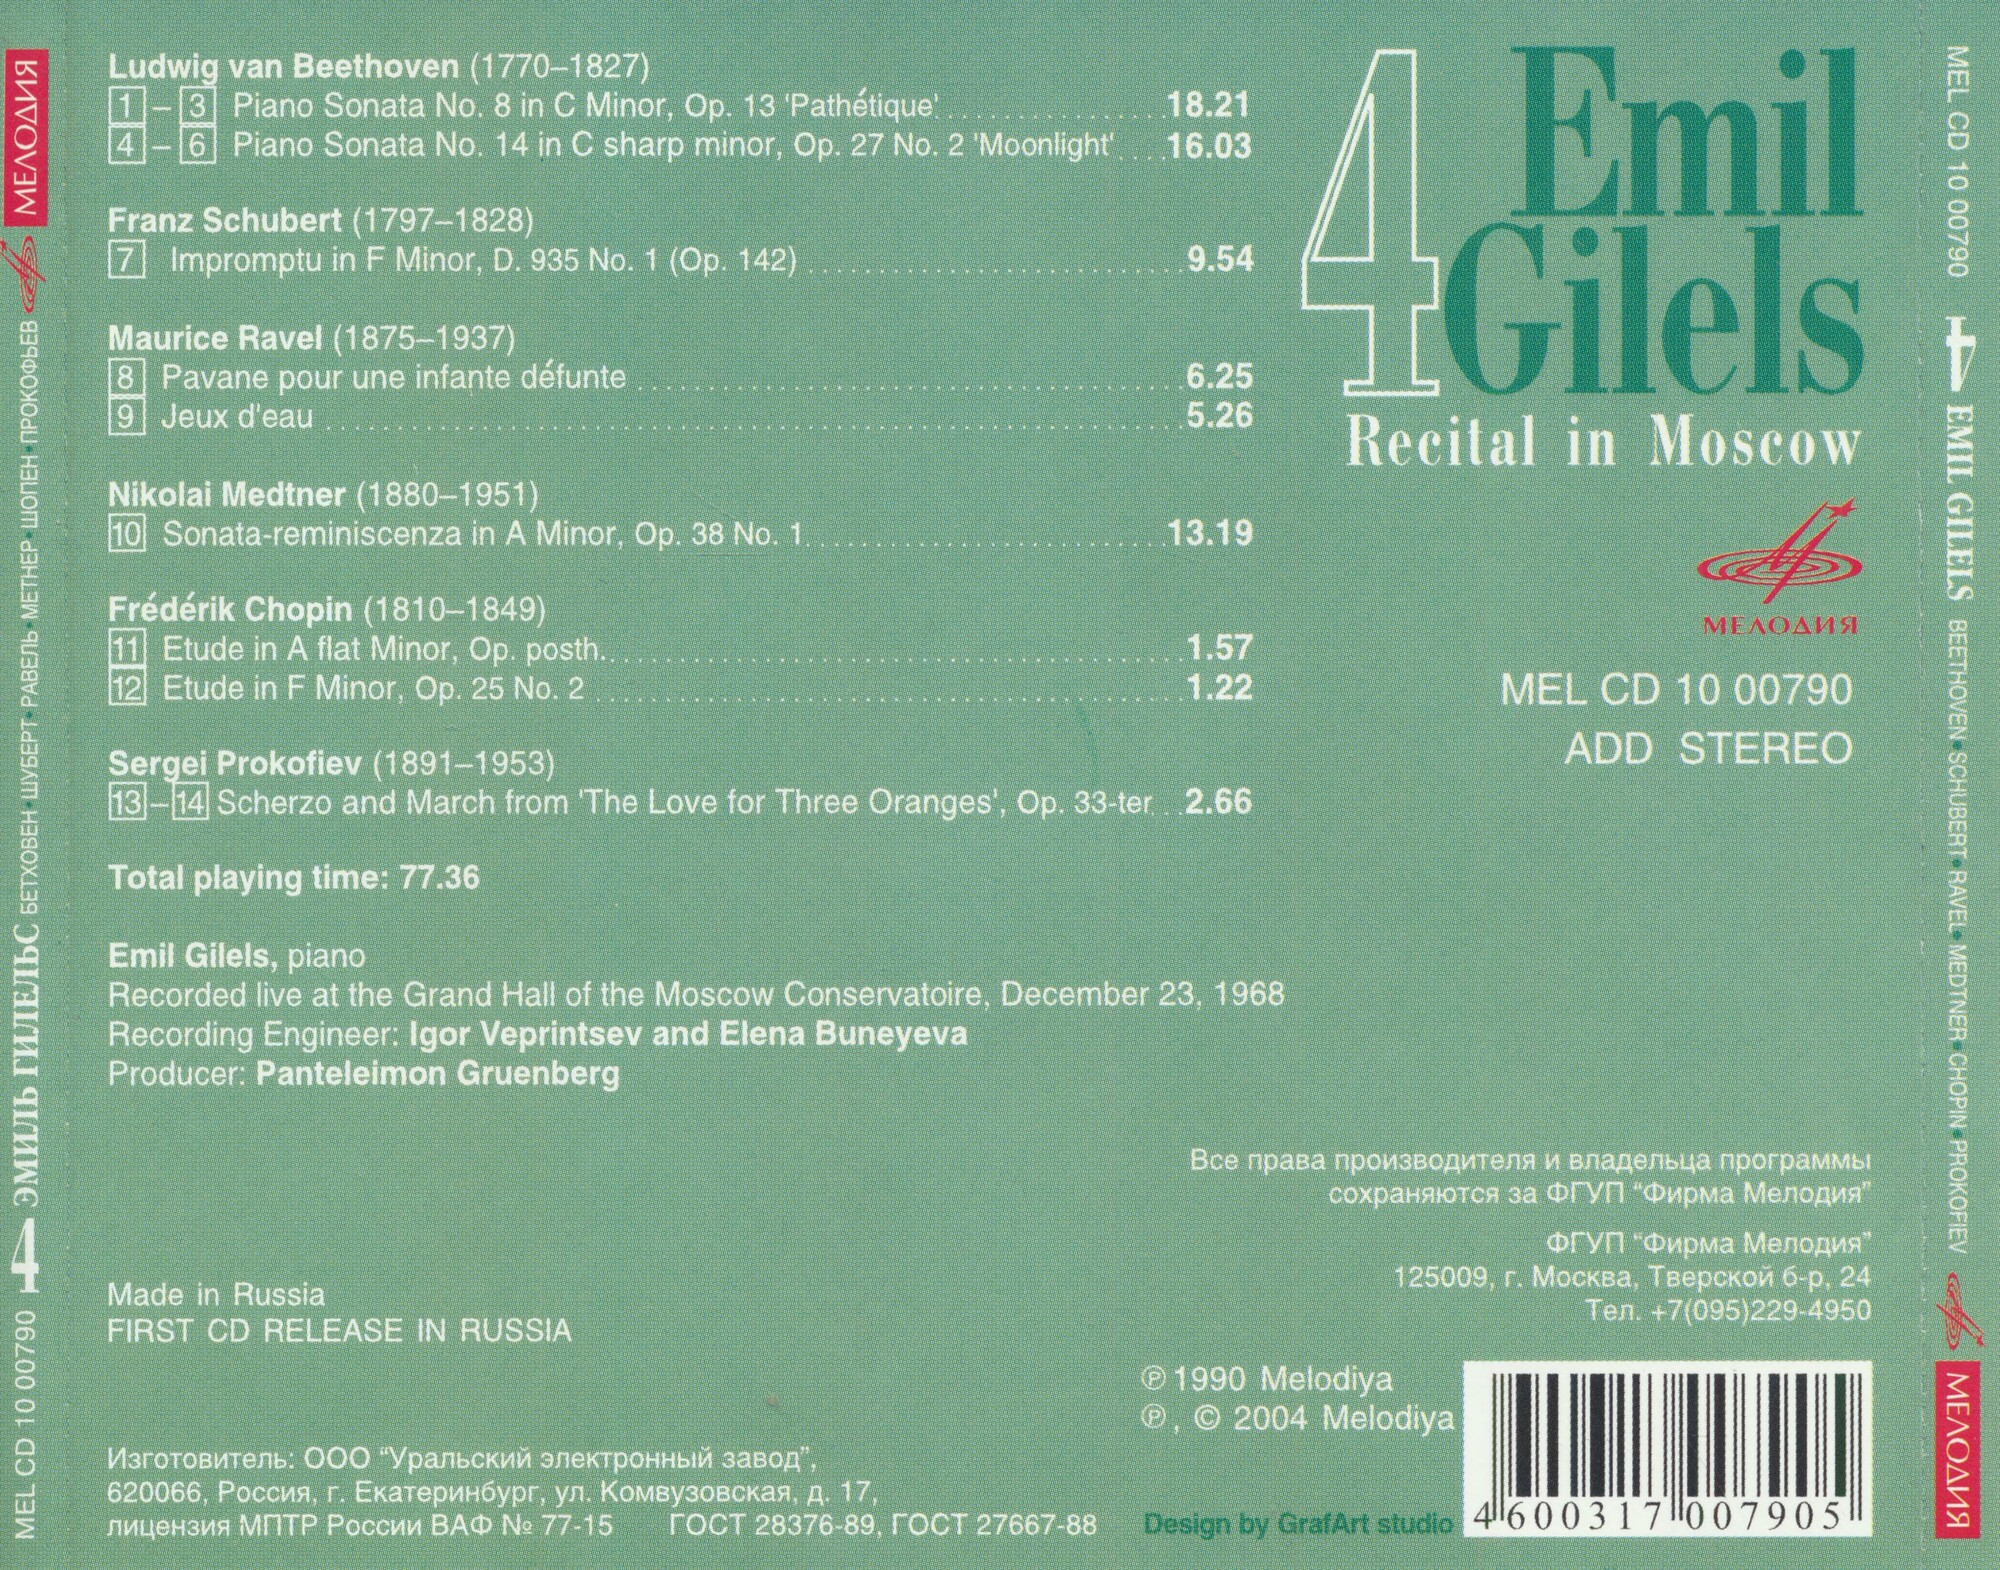 МЕЛОДИЯ
MEL CD 10 00790 4 ЭМИЛЬ ГИЛЕЛЬС БЕТХОВЕН • ШУБЕРТ • РАВЕЛЬ • МЕТНЕР • ШОПЕН • ПРОКОФЬЕВ
Ludwig van Beethoven (1770–1827)
1 – 3 Piano Sonata No. 8 in C Minor, Op. 13 'Pathétique' 18.21
4 – 6 Piano Sonata No. 14 in C sharp minor, Op. 27 No. 2 'Moonlight' 16.03
Franz Schubert (1797–1828)
7 Impromptu in F Minor, D. 935 No. 1 (Op. 142) 9.54
Maurice Ravel (1875–1937)
8 Pavane pour une infante défunte 6.25
9 Jeux d'eau 5.26
Nikolai Medtner (1880–1951)
10 Sonata-reminiscenza in A Minor, Op. 38 No. 1 13.19
Frédérik Chopin (1810–1849)
11 Etude in A flat Minor, Op. posth. 1.57
12 Etude in F Minor, Op. 25 No. 2 1.22
Sergei Prokofiev (1891–1953)
13–14 Scherzo and March from 'The Love for Three Oranges', Op. 33-ter 2.66
Total playing time: 77.36
Emil Gilels, piano
Recorded live at the Grand Hall of the Moscow Conservatoire, December 23, 1968
Recording Engineer: Igor Veprintsev and Elena Buneyeva
Producer: Panteleimon Gruenberg
4 Emil
Gilels
Recital in Moscow
МЕЛОДИЯ
MEL CD 10 00790
ADD STEREO
Все права производителя и владельца программы
сохраняются за ФГУП “Фирма Мелодия”
ФГУП “Фирма Мелодия”
125009, г. Москва, Тверской б-р, 24
Тел. +7(095)229-4950
Made in Russia
FIRST CD RELEASE IN RUSSIA
℗ 1990 Melodiya
℗, © 2004 Melodiya
Изготовитель: ООО “Уральский электронный завод”,
620066, Россия, г. Екатеринбург, ул. Комвузовская, д. 17,
лицензия МПТР России ВАФ № 77-15 ГОСТ 28376-89, ГОСТ 27667-88
Design by GrafArt studio
4 600317 007905
MEL CD 10 00790 4 EMIL GILELS BEETHOVEN • SCHUBERT • RAVEL • MEDTNER • CHOPIN • PROKOFIEV
МЕЛОДИЯ